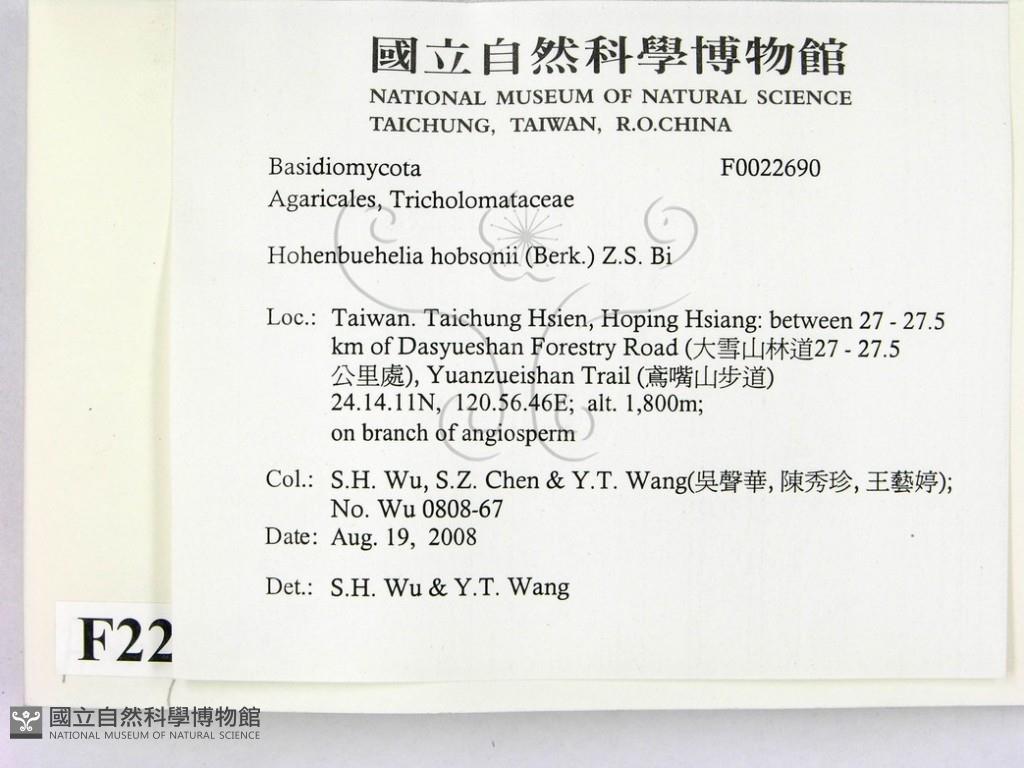 國立自然科學博物館
NATIONAL MUSEUM OF NATURAL SCIENCE
TAICHUNG, TAIWAN, R.O.CHINA
Basidiomycota F0022690
Agaricales, Tricholomataceae
Hohenbuehelia hobsonii (Berk.) Z.S. Bi
Loc.: Taiwan. Taichung Hsien, Hoping Hsiang: between 27 - 27.5
km of Dasyueshan Forestry Road (大雪山林道27 - 27.5
公里處), Yuanzueishan Trail (鳶嘴山步道)
24.14.11N, 120.56.46E; alt. 1,800m;
on branch of angiosperm
Col.: S.H. Wu, S.Z. Chen & Y.T. Wang(吳聲華, 陳秀珍, 王藝婷);
No. Wu 0808-67
Date: Aug. 19, 2008
Det.: S.H. Wu & Y.T. Wang
F22
國立自然科學博物館
NATIONAL MUSEUM OF NATURAL SCIENCE